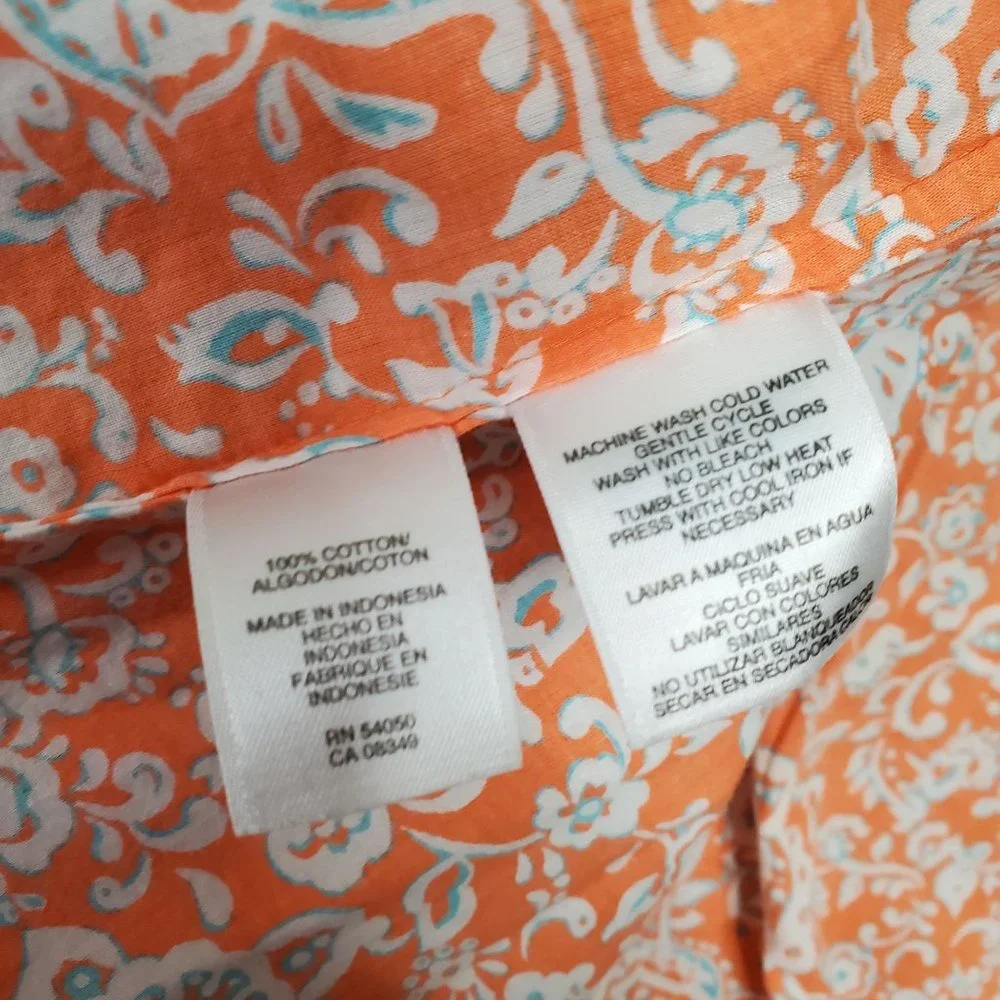 100% COTTON/
ALGODON/COTON
MADE IN INDONESIA
HECHO EN
INDONESIA
FABRIQUE EN
INDONESIE
RN 54050
CA 08349
MACHINE WASH COLD WATER
GENTLE CYCLE
WASH WITH LIKE COLORS
NO BLEACH
TUMBLE DRY LOW HEAT
PRESS WITH COOL IRON IF
NECESSARY
LAVAR A MAQUINA EN AGUA
FRIA
CICLO SUAVE
LAVAR CON COLORES
SIMILARES
NO UTILIZAR BLANQUEADOR
SECAR EN SECADORA